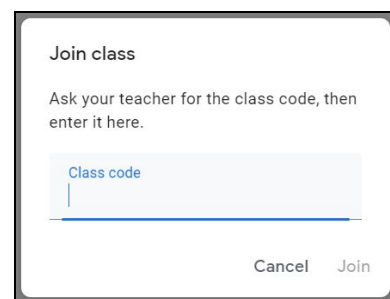 Join class
Ask your teacher for the class code, then
enter it here.
Class code
Cancel Join